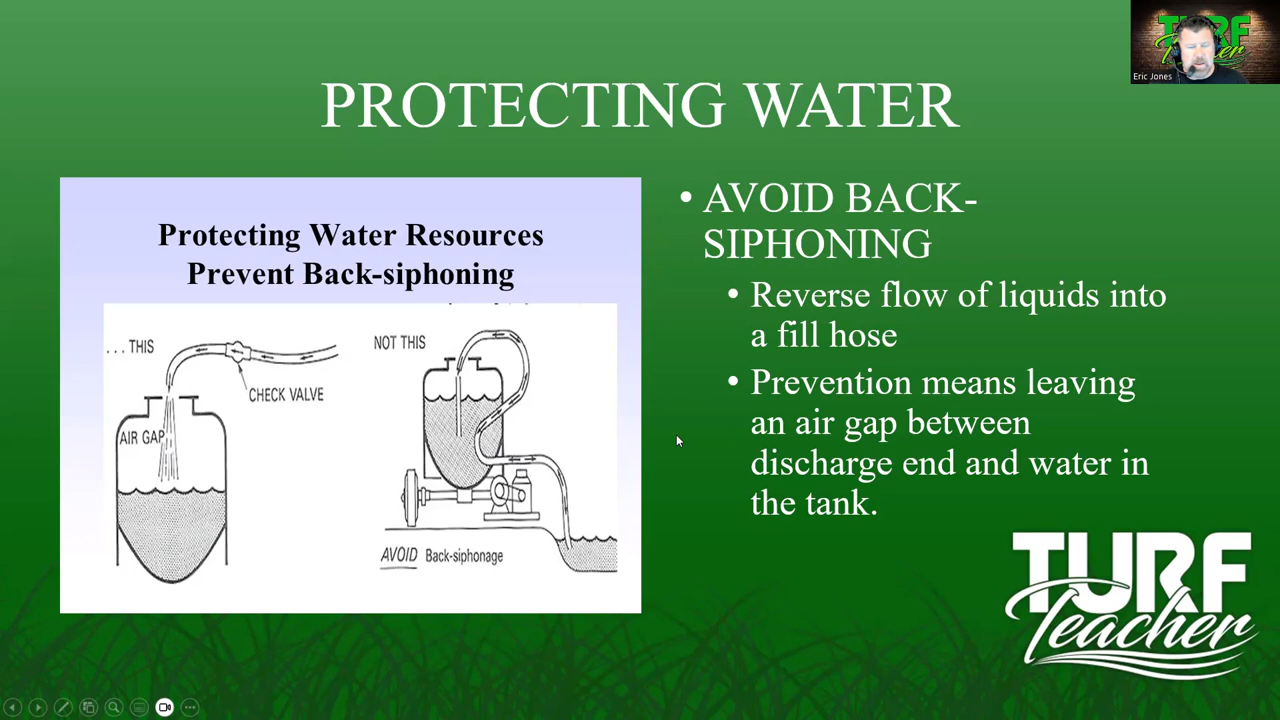 TURF
Teacher
Eric Jones
PROTECTING WATER
Protecting Water Resources
Prevent Back-siphoning
. . . THIS
CHECK VALVE
AIR GAP
NOT THIS
AVOID Back-siphonage
• AVOID BACK-
SIPHONING
• Reverse flow of liquids into
a fill hose
• Prevention means leaving
an air gap between
discharge end and water in
the tank.
TURF
Teacher